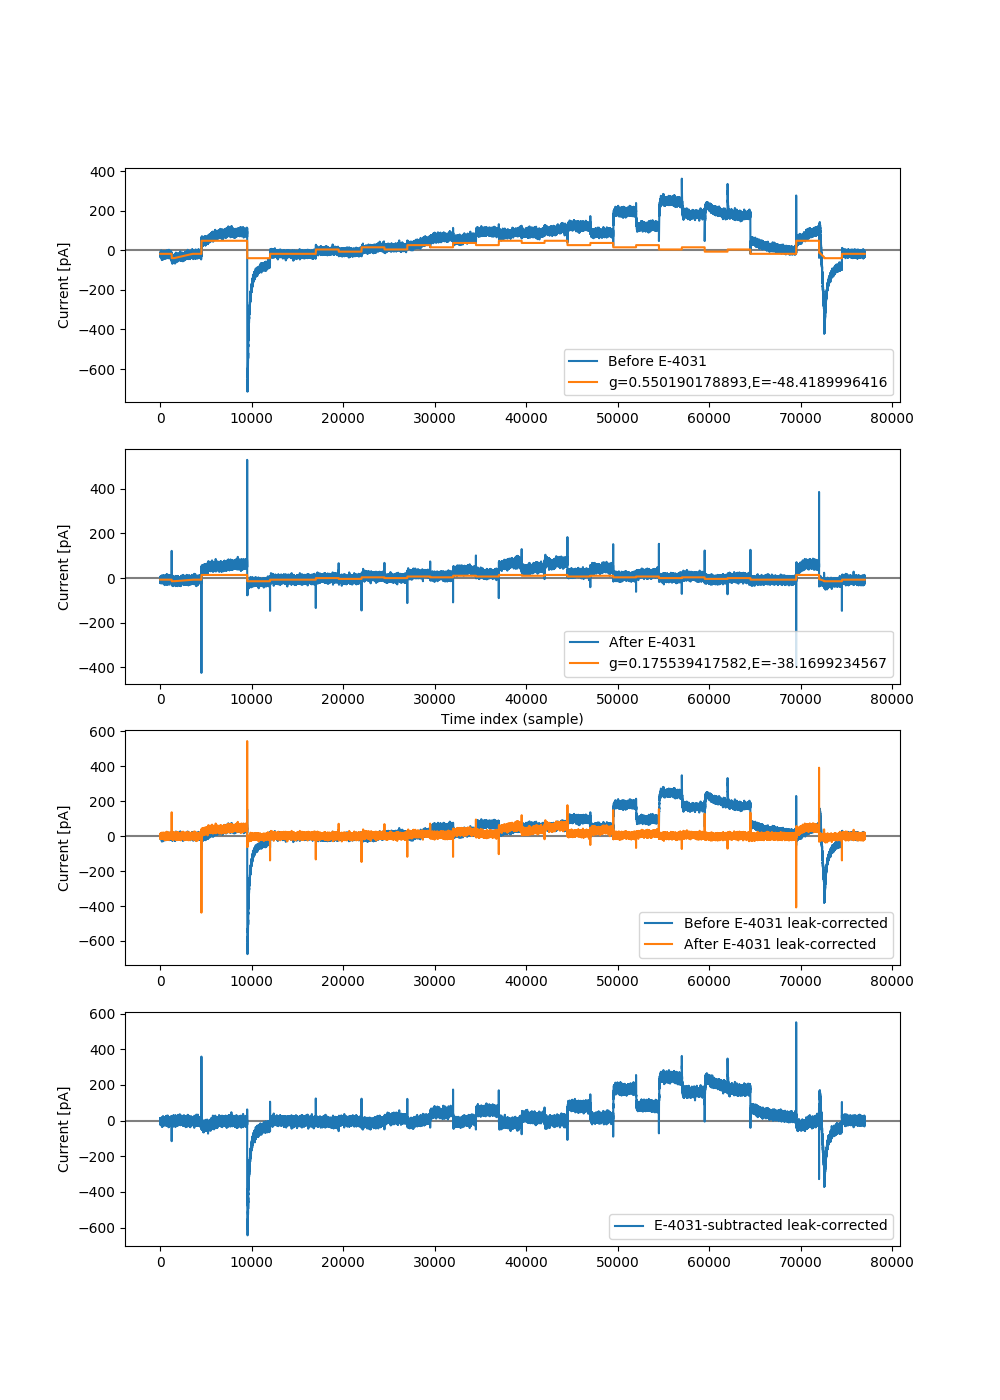 400
200
0
−200
−400
−600
Current [pA]
Before E-4031
g=0.550190178893,E=-48.4189996416
0 10000 20000 30000 40000 50000 60000 70000 80000
400
200
0
−200
−400
Current [pA]
After E-4031
g=0.175539417582,E=-38.1699234567
0 10000 20000 30000 40000 50000 60000 70000 80000
Time index (sample)
600
400
200
0
−200
−400
−600
Current [pA]
Before E-4031 leak-corrected
After E-4031 leak-corrected
0 10000 20000 30000 40000 50000 60000 70000 80000
600
400
200
0
−200
−400
−600
Current [pA]
E-4031-subtracted leak-corrected
0 10000 20000 30000 40000 50000 60000 70000 80000